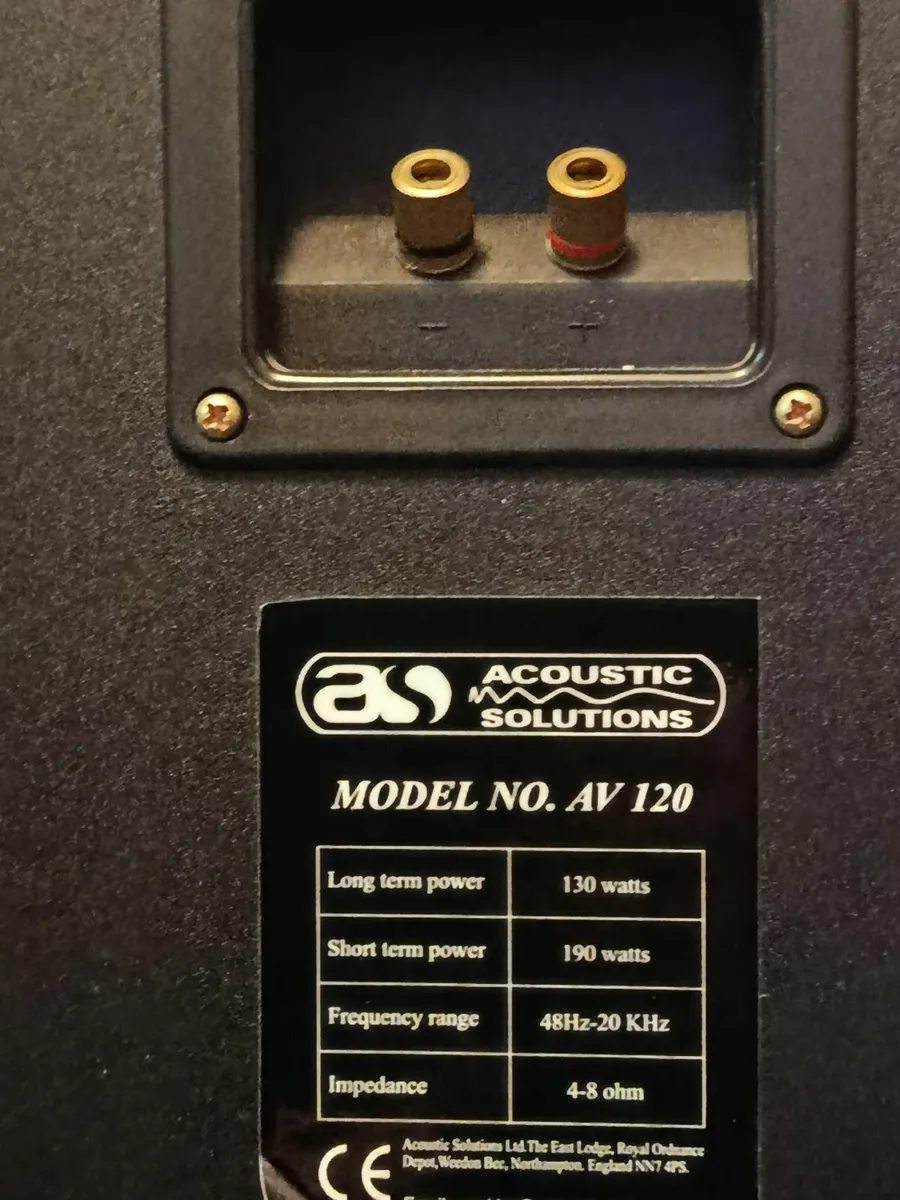 - +
as ACOUSTIC
SOLUTIONS
MODEL NO. AV 120
Long term power 130 watts
Short term power 190 watts
Frequency range 48Hz-20 KHz
Impedance 4-8 ohm
CE Acoustic Solutions Ltd.The East Lodge, Royal Ordnance
Depot,Weedon Bec, Northampton. England NN7 4PS.